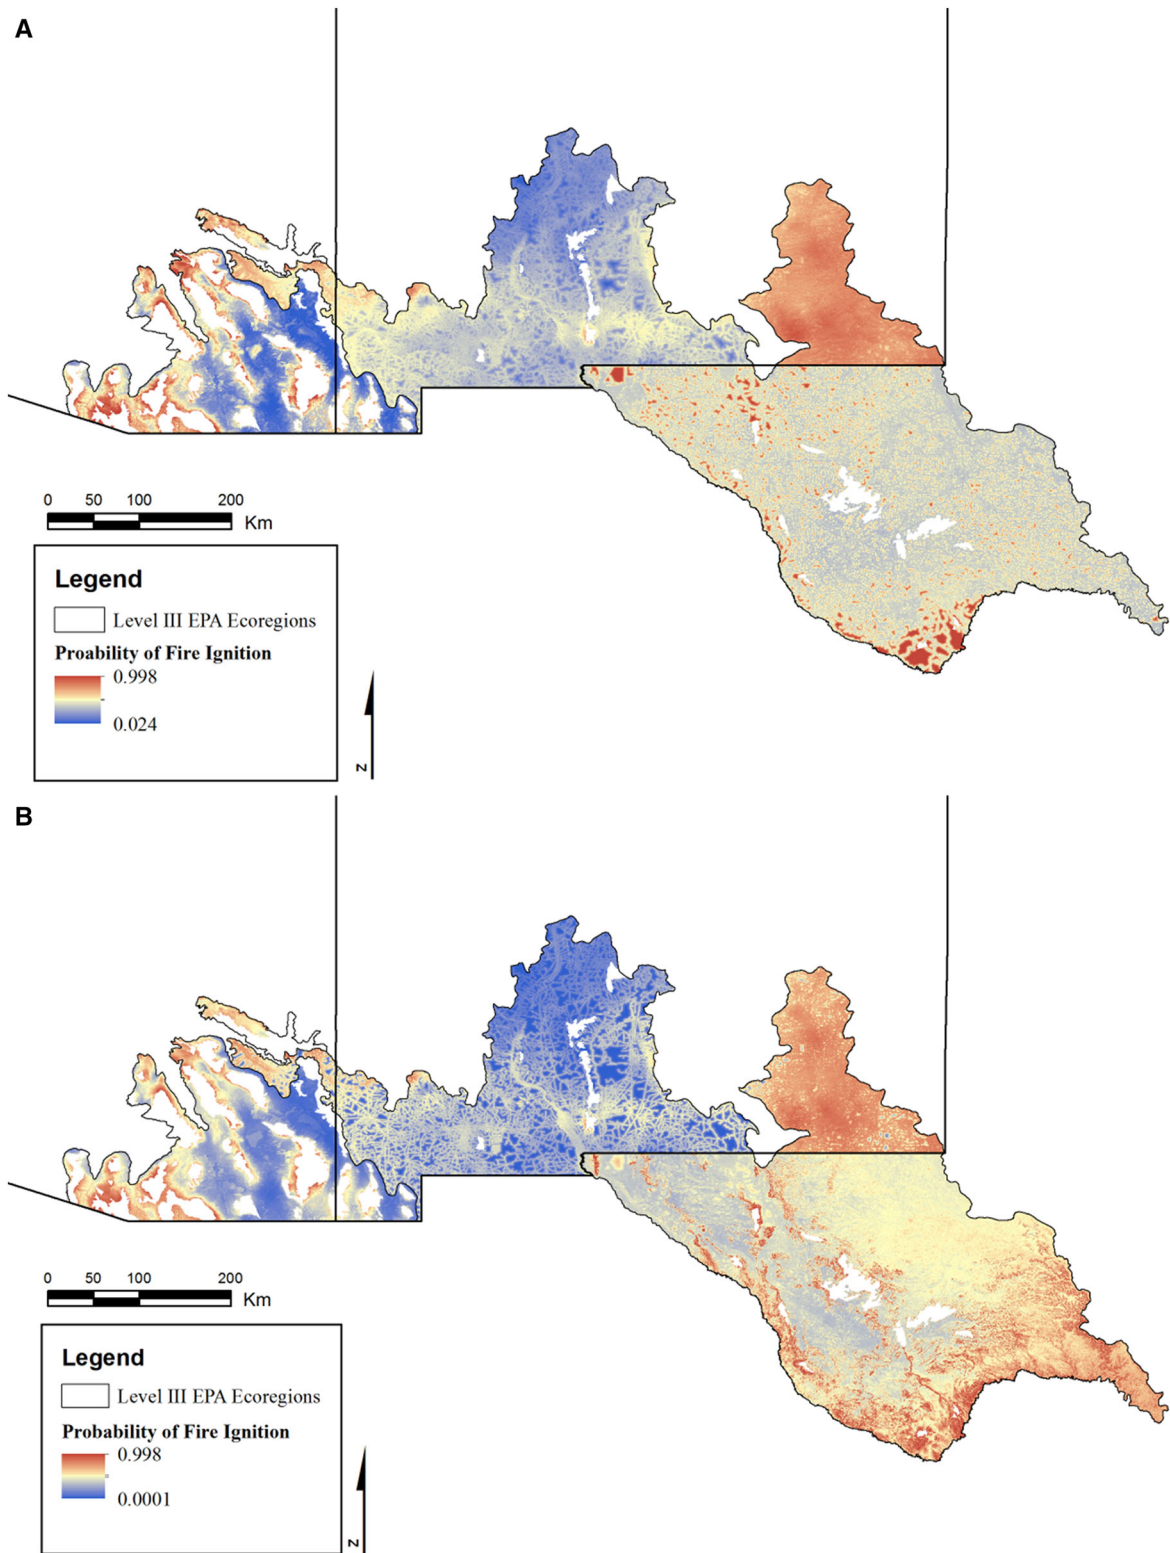 A
0 50 100 200
Km
Legend
Level III EPA Ecoregions
Proability of Fire Ignition
0.998
0.024
N
B
0 50 100 200
Km
Legend
Level III EPA Ecoregions
Probability of Fire Ignition
0.998
0.0001
N